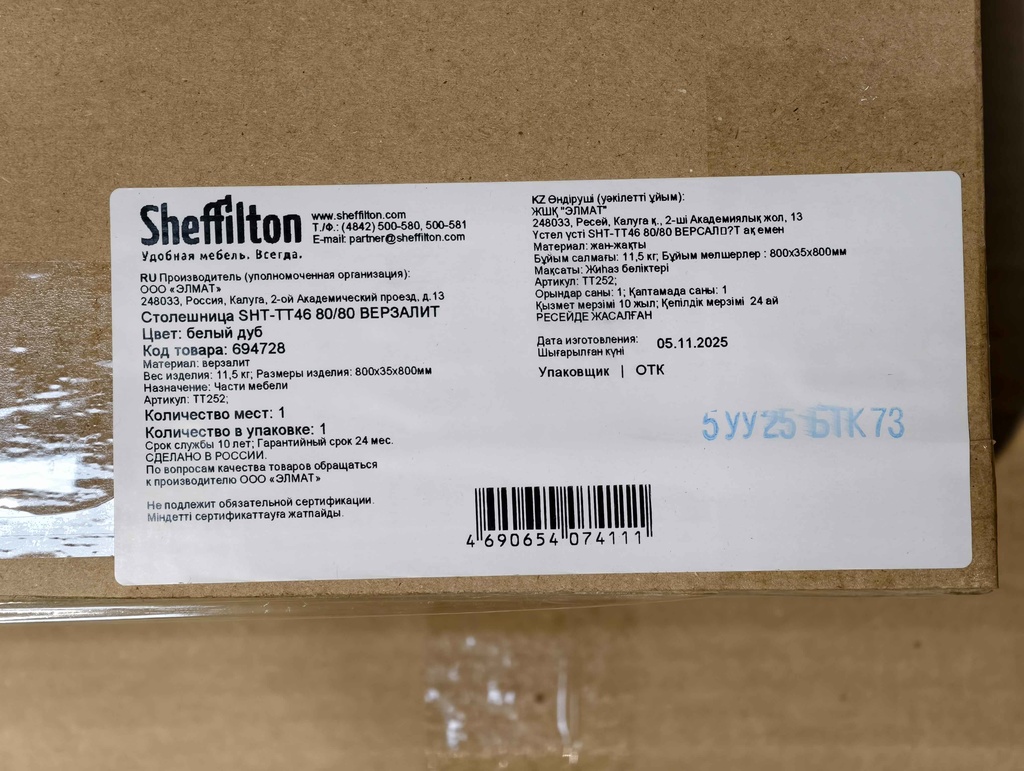 Sheffilton
Удобная мебель. Всегда.
www.sheffilton.com
Т./Ф.: (4842) 500-580, 500-581
E-mail: partner@sheffilton.com
RU Производитель (уполномоченная организация):
ООО «ЭЛМАТ»
248033, Россия, Калуга, 2-ой Академический проезд, д.13
Столешница SHT-TT46 80/80 ВЕРЗАЛИТ
Цвет: белый дуб
Код товара: 694728
Материал: верзалит
Вес изделия: 11,5 кг; Размеры изделия: 800x35x800мм
Назначение: Части мебели
Артикул: TT252;
Количество мест: 1
Количество в упаковке: 1
Срок службы 10 лет; Гарантийный срок 24 мес.
СДЕЛАНО В РОССИИ.
По вопросам качества товаров обращаться
к производителю ООО «ЭЛМАТ»
Не подлежит обязательной сертификации.
Міндетті сертификаттауға жатпайды.
KZ Өндіруші (уәкілетті ұйым):
ЖШҚ "ЭЛМАТ"
248033, Ресей, Калуга қ., 2-ші Академиялық жол, 13
Үстел үсті SHT-TT46 80/80 ВЕРСАЛ¤?Т ақ емен
Материал: жан-жақты
Бұйым салмағы: 11,5 кг; Бұйым мөлшерлер : 800x35x800мм
Мақсаты: Жиһаз бөліктері
Артикул: TT252;
Орындар саны: 1; Қаптамада саны: 1
Қызмет мерзімі 10 жыл; Кепілдік мерзімі 24 ай
РЕСЕЙДЕ ЖАСАЛҒАН
Дата изготовления:
Шығарылған күні
05.11.2025
Упаковщик | ОТК
5УУ25 БТК73
4 690654 074111